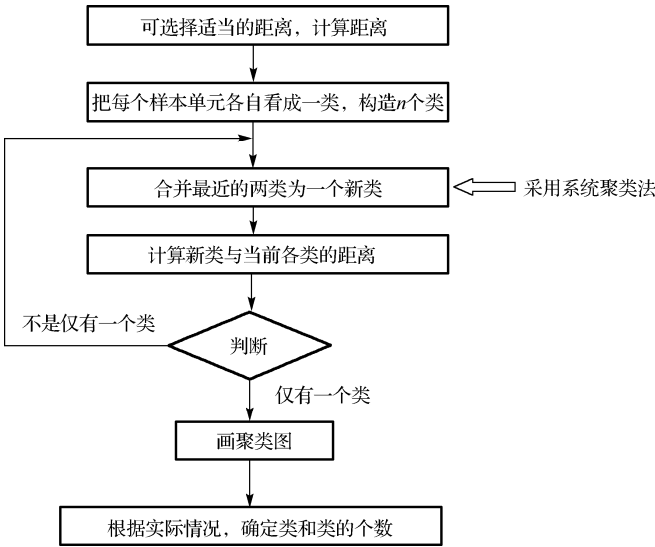 可选择适当的距离，计算距离
把每个样本单元各自看成一类，构造n个类
合并最近的两类为一个新类
采用系统聚类法
计算新类与当前各类的距离
不是仅有一个类
判断
仅有一个类
画聚类图
根据实际情况，确定类和类的个数